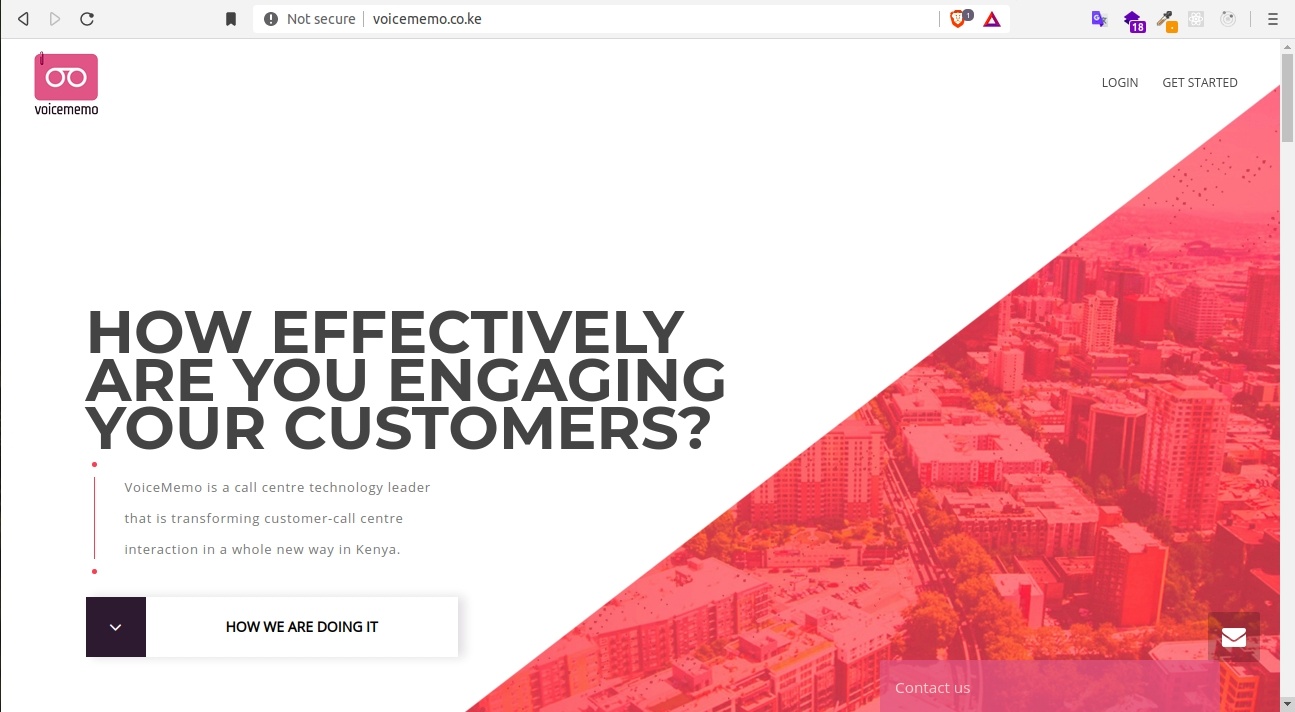 Not secure
voicememo.co.ke
1
18
voicememo
LOGIN
GET STARTED
HOW EFFECTIVELY
ARE YOU ENGAGING
YOUR CUSTOMERS?
VoiceMemo is a call centre technology leader
that is transforming customer-call centre
interaction in a whole new way in Kenya.
HOW WE ARE DOING IT
Contact us